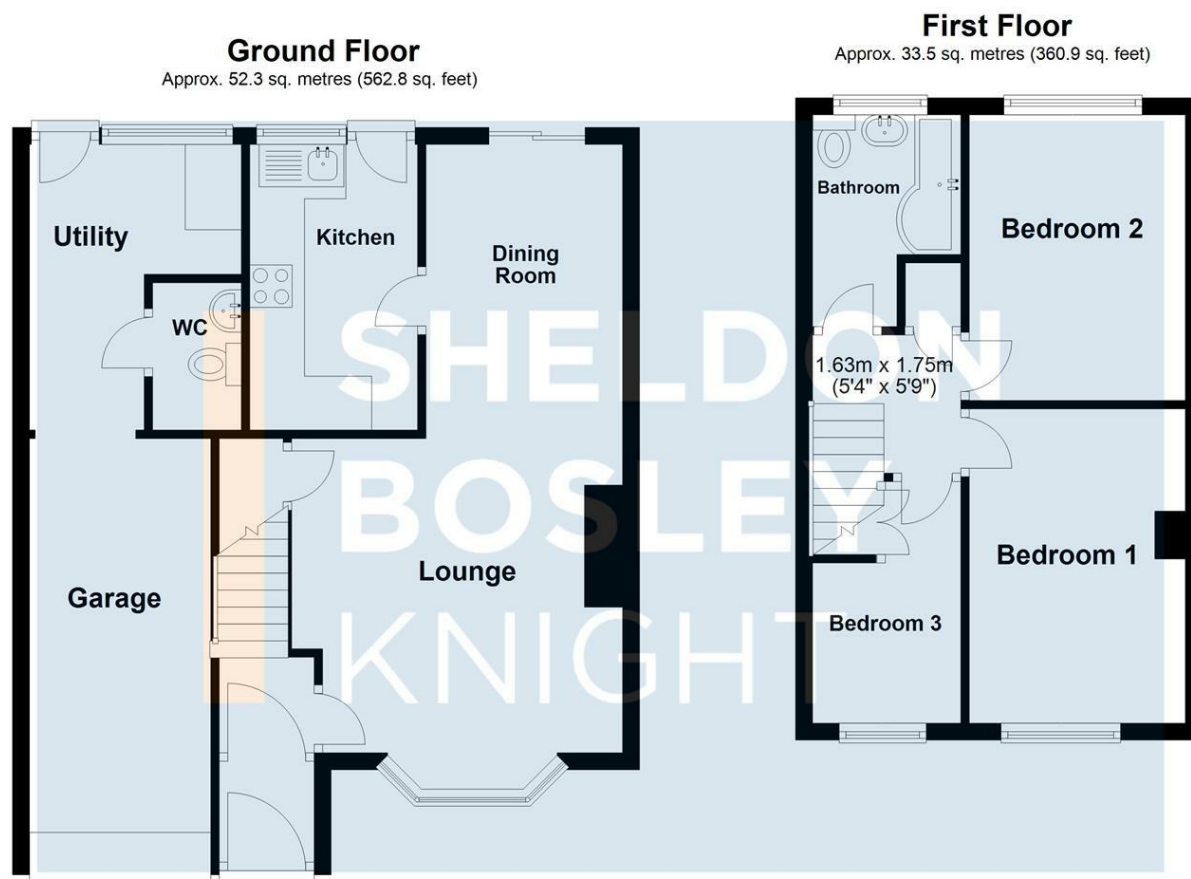 Ground Floor
Approx. 52.3 sq. metres (562.8 sq. feet)
First Floor
Approx. 33.5 sq. metres (360.9 sq. feet)
Utility
Kitchen
Dining
Room
WC
Garage
Lounge
Bathroom
Bedroom 2
1.63m x 1.75m
(5'4" x 5'9")
Bedroom 1
Bedroom 3
SHELDON
BOSLEY
KNIGHT